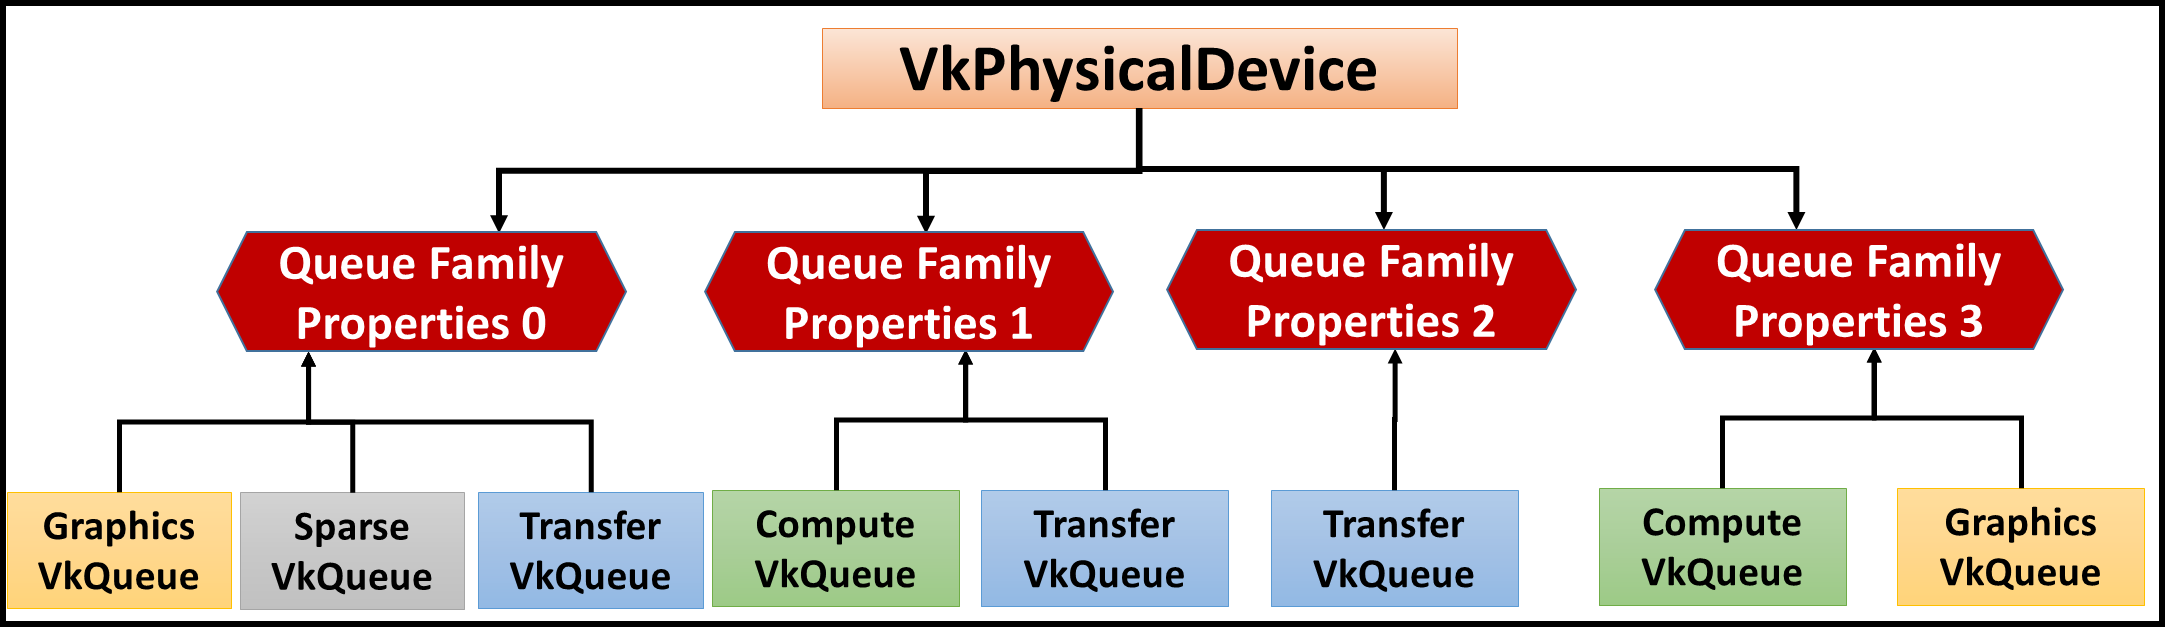 VkPhysicalDevice
Queue Family
Properties 0
Queue Family
Properties 1
Queue Family
Properties 2
Queue Family
Properties 3
Graphics
VkQueue
Sparse
VkQueue
Transfer
VkQueue
Compute
VkQueue
Transfer
VkQueue
Transfer
VkQueue
Compute
VkQueue
Graphics
VkQueue